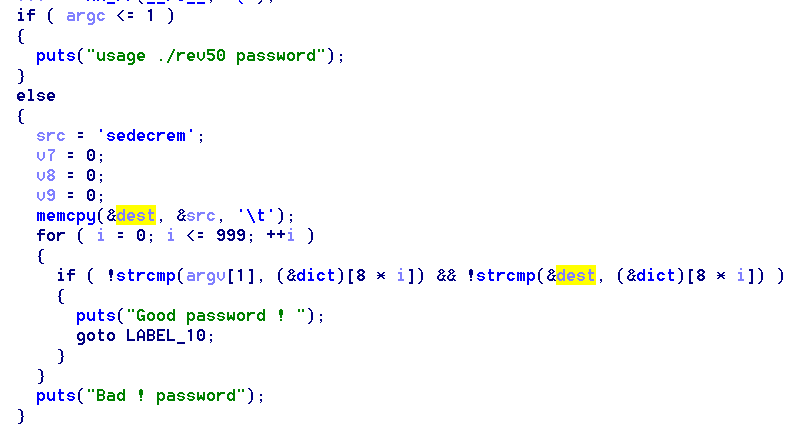 if ( argc <= 1 )
{
puts("usage ./rev50 password");
}
else
{
src = 'sedecrem';
v7 = 0;
v8 = 0;
v9 = 0;
memcpy(&dest, &src, '\t');
for ( i = 0; i <= 999; ++i )
{
if ( !strcmp(argv[1], (&dict)[8 * i]) && !strcmp(&dest, (&dict)[8 * i]) )
{
puts("Good password ! ");
goto LABEL_10;
}
}
puts("Bad ! password");
}